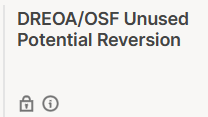 DREOA/OSF Unused
Potential Reversion